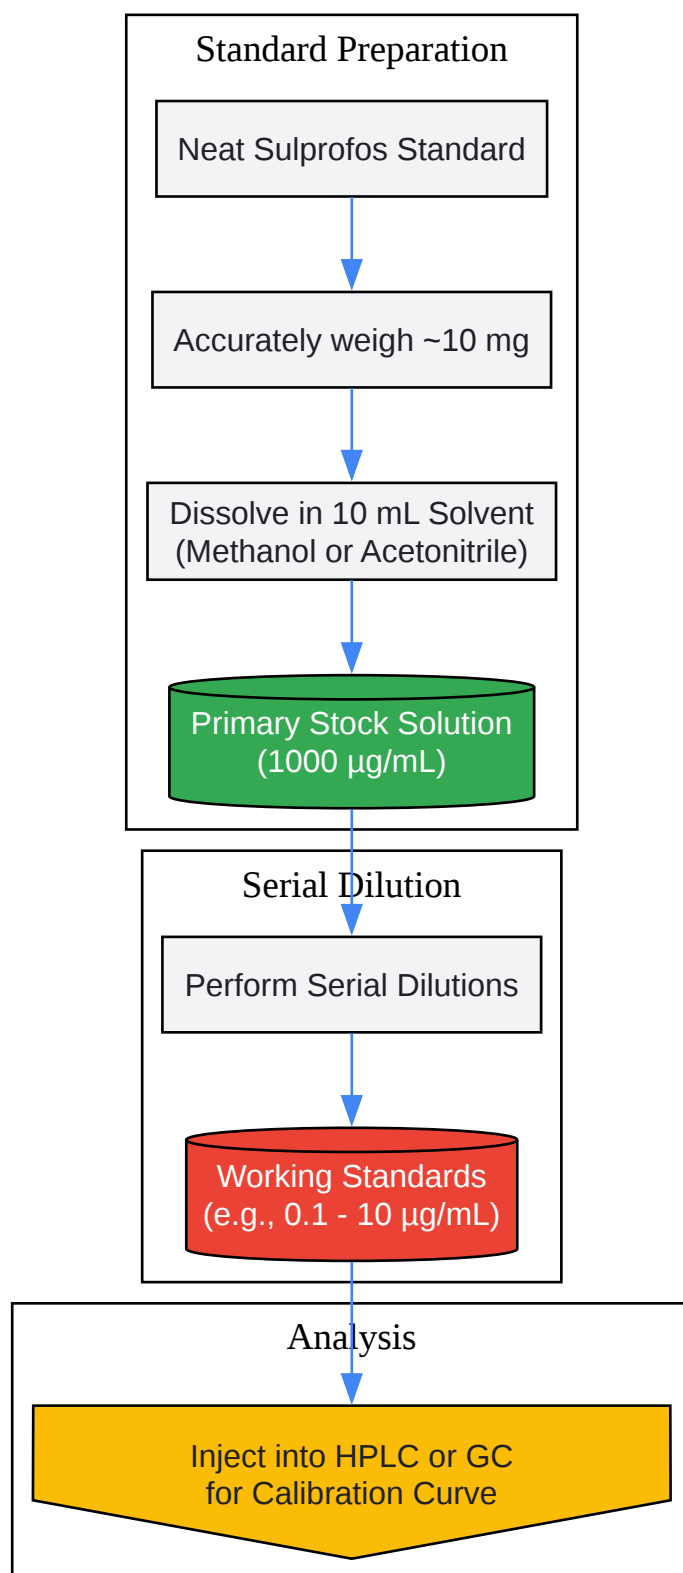 Standard Preparation
Neat Sulprofos Standard
Accurately weigh ~10 mg
Dissolve in 10 mL Solvent
(Methanol or Acetonitrile)
Primary Stock Solution
(1000 µg/mL)
Serial Dilution
Perform Serial Dilutions
Working Standards
(e.g., 0.1 - 10 µg/mL)
Analysis
Inject into HPLC or GC
for Calibration Curve